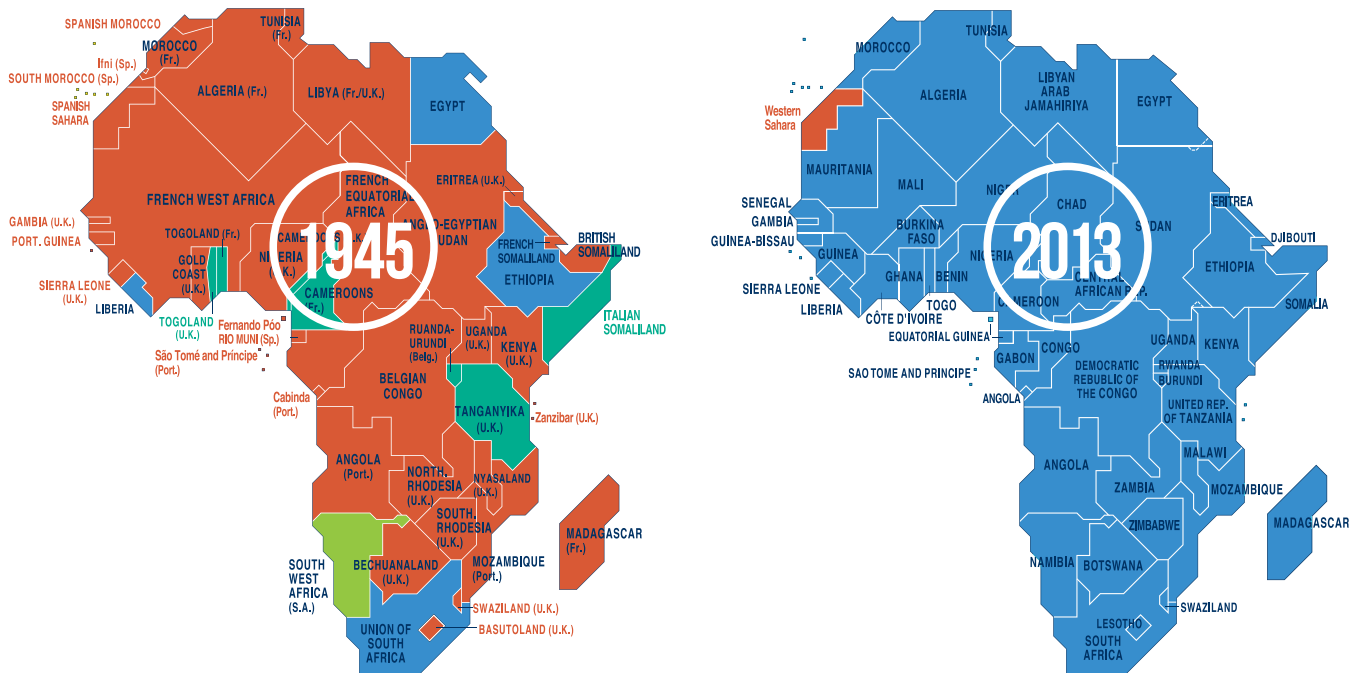 SPANISH MOROCCO
TUNISIA
(Fr.)
MOROCCO
(Fr.)
Ifni (Sp.)
SOUTH MOROCCO (Sp.)
SPANISH
SAHARA
ALGERIA (Fr.)
LIBYA (Fr./U.K.)
EGYPT
FRENCH WEST AFRICA
FRENCH
EQUATORIAL
AFRICA
ERITREA (U.K.)
ANGLO-EGYPTIAN
SUDAN
GAMBIA (U.K.)
PORT. GUINEA
TOGOLAND (Fr.)
GOLD
COAST
(U.K.)
NIGERIA
(U.K.)
CAMEROONS U.K.)
1945
FRENCH
SOMALILAND
BRITISH
SOMALILAND
ETHIOPIA
SIERRA LEONE
(U.K.)
LIBERIA
TOGOLAND
(U.K.)
CAMEROONS
(Fr.)
Fernando Póo
RIO MUNI (Sp.)
São Tomé and Príncipe
(Port.)
RUANDA-
URUNDI
(Belg.)
UGANDA
(U.K.)
KENYA
(U.K.)
ITALIAN
SOMALILAND
BELGIAN
CONGO
Cabinda
(Port.)
TANGANYIKA
(U.K.)
Zanzibar (U.K.)
ANGOLA
(Port.)
NORTH.
RHODESIA
(U.K.)
NYASALAND
(U.K.)
SOUTH.
RHODESIA
(U.K.)
MADAGASCAR
(Fr.)
SOUTH
WEST
AFRICA
(S.A.)
BECHUANALAND
(U.K.)
MOZAMBIQUE
(Port.)
SWAZILAND (U.K.)
BASUTOLAND (U.K.)
UNION OF
SOUTH
AFRICA
TUNISIA
MOROCCO
ALGERIA
LIBYAN
ARAB
JAMAHIRIYA
EGYPT
Western
Sahara
MAURITANIA
MALI
NIGER
CHAD
SUDAN
ERITREA
SENEGAL
GAMBIA
GUINEA-BISSAU
GUINEA
BURKINA
FASO
NIGERIA
2013
DJIBOUTI
ETHIOPIA
SIERRA LEONE
LIBERIA
GHANA
BENIN
TOGO
CÔTE D'IVOIRE
CAMEROON
CENTRAL
AFRICAN REP.
SOMALIA
EQUATORIAL GUINEA
GABON
CONGO
UGANDA
KENYA
SAO TOME AND PRINCIPE
DEMOCRATIC
REPUBLIC OF
THE CONGO
RWANDA
BURUNDI
ANGOLA
UNITED REP.
OF TANZANIA
ANGOLA
MALAWI
ZAMBIA
MOZAMBIQUE
ZIMBABWE
MADAGASCAR
NAMIBIA
BOTSWANA
SWAZILAND
LESOTHO
SOUTH
AFRICA